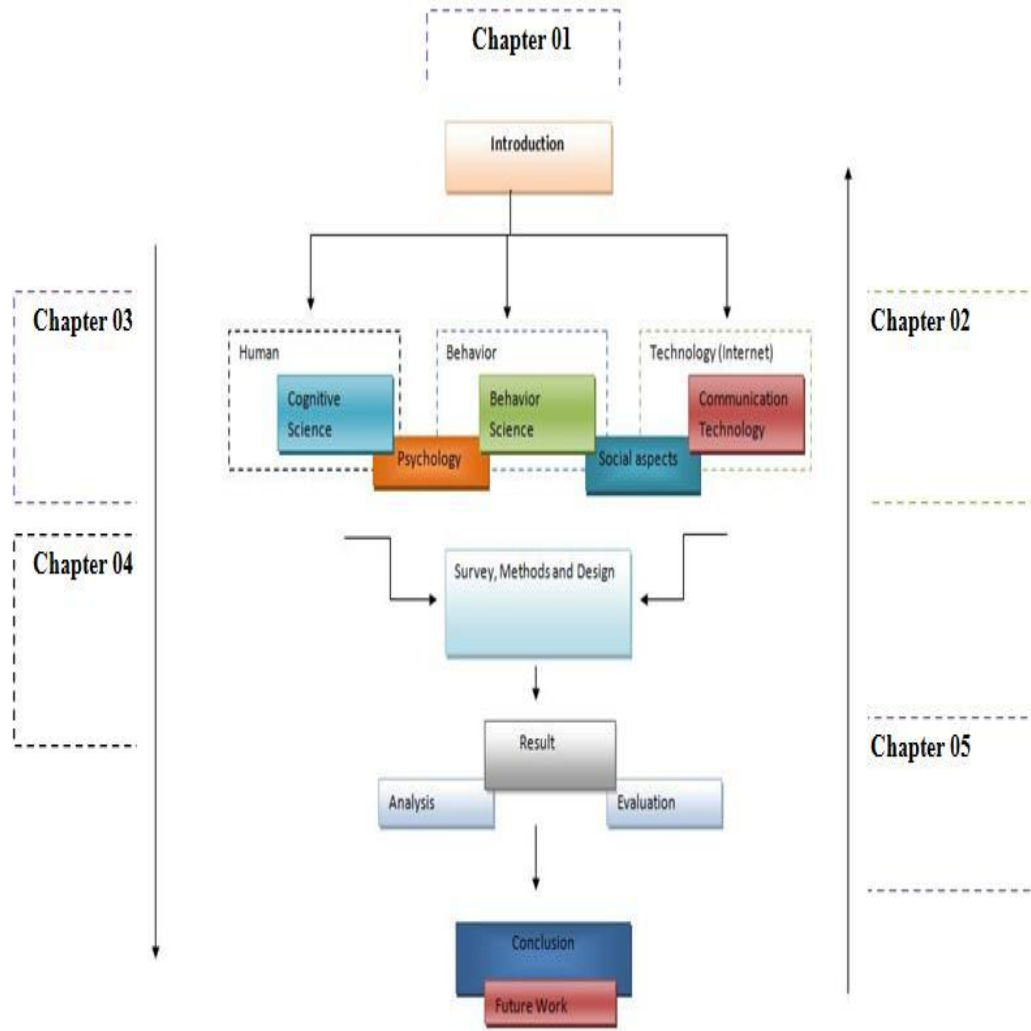 Chapter 01
Introduction
Chapter 03
Chapter 02
Human
Behavior
Technology (Internet)
Cognitive
Science
Behavior
Science
Communication
Technology
Psychology
Social aspects
Chapter 04
Survey, Methods and Design
Result
Chapter 05
Analysis
Evaluation
Conclusion
Future Work